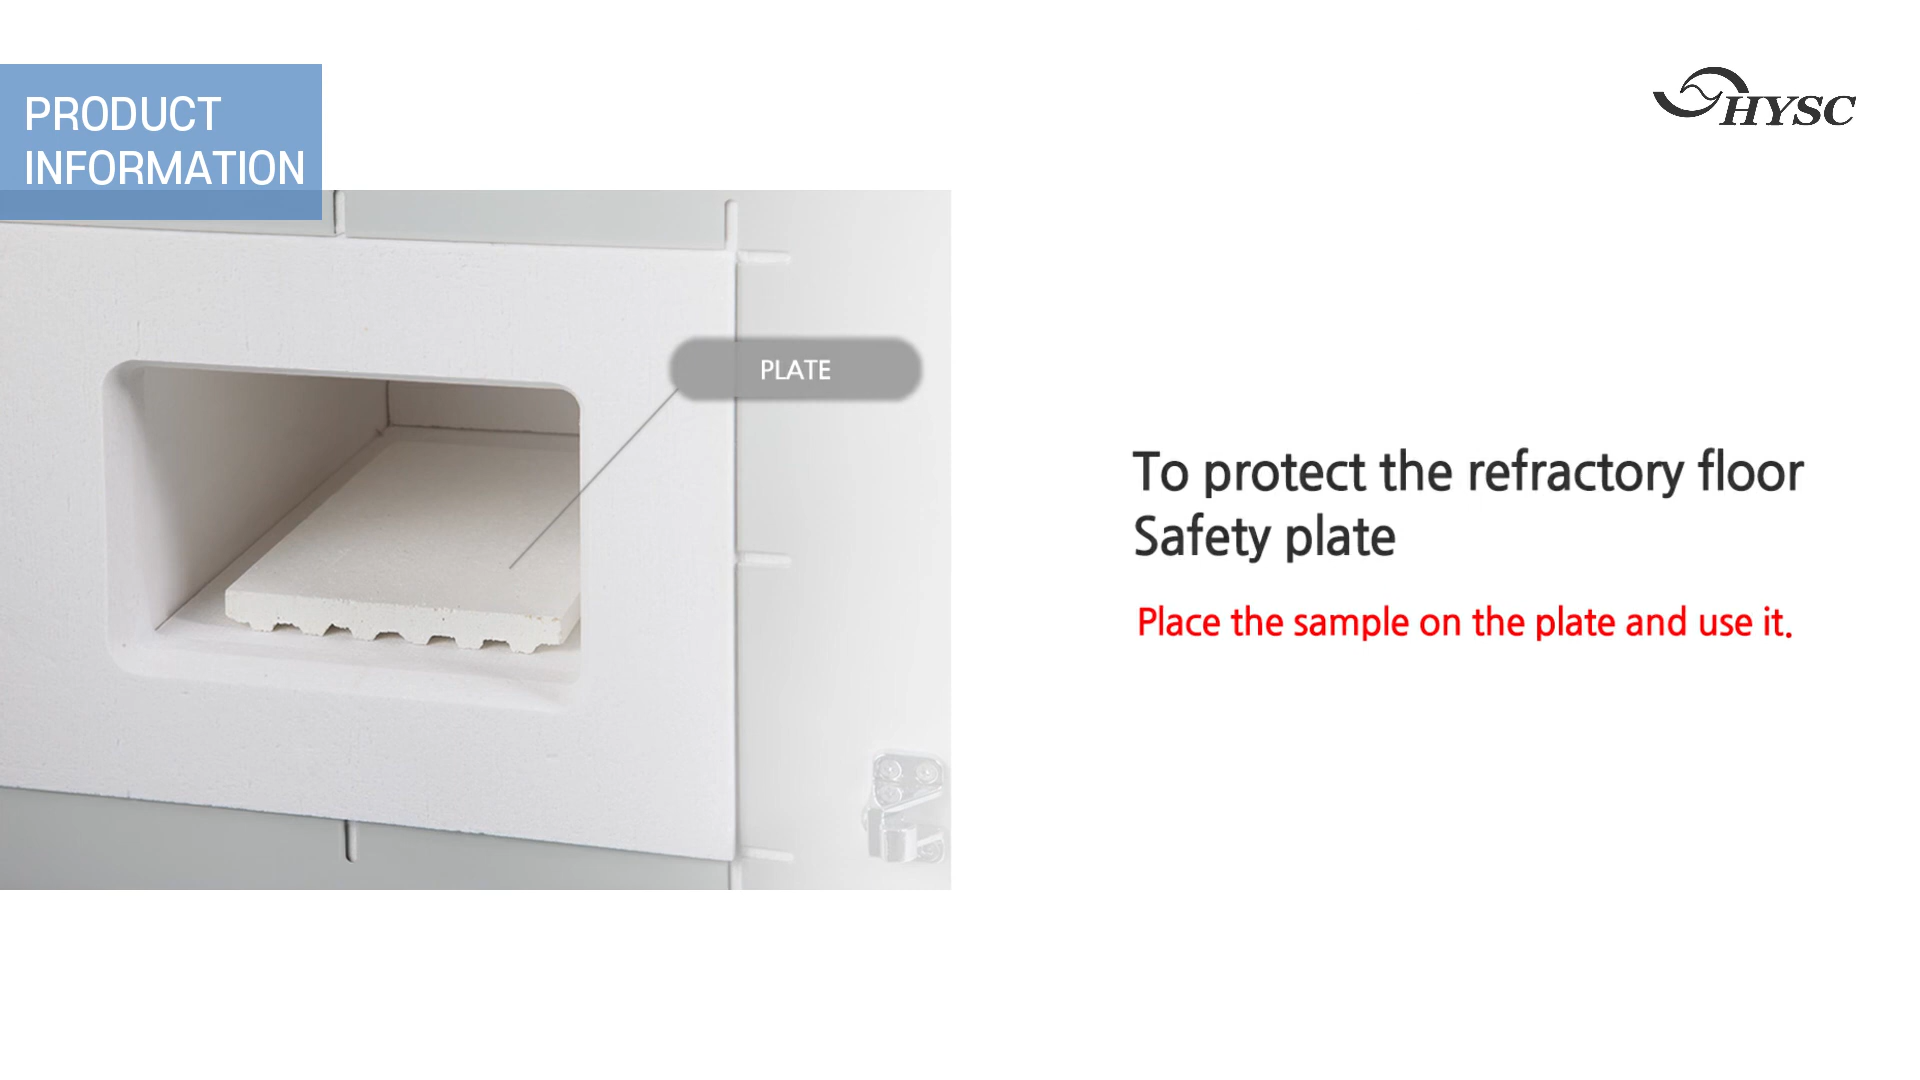 PRODUCT
INFORMATION
HYSC
PLATE
To protect the refractory floor
Safety plate
Place the sample on the plate and use it.